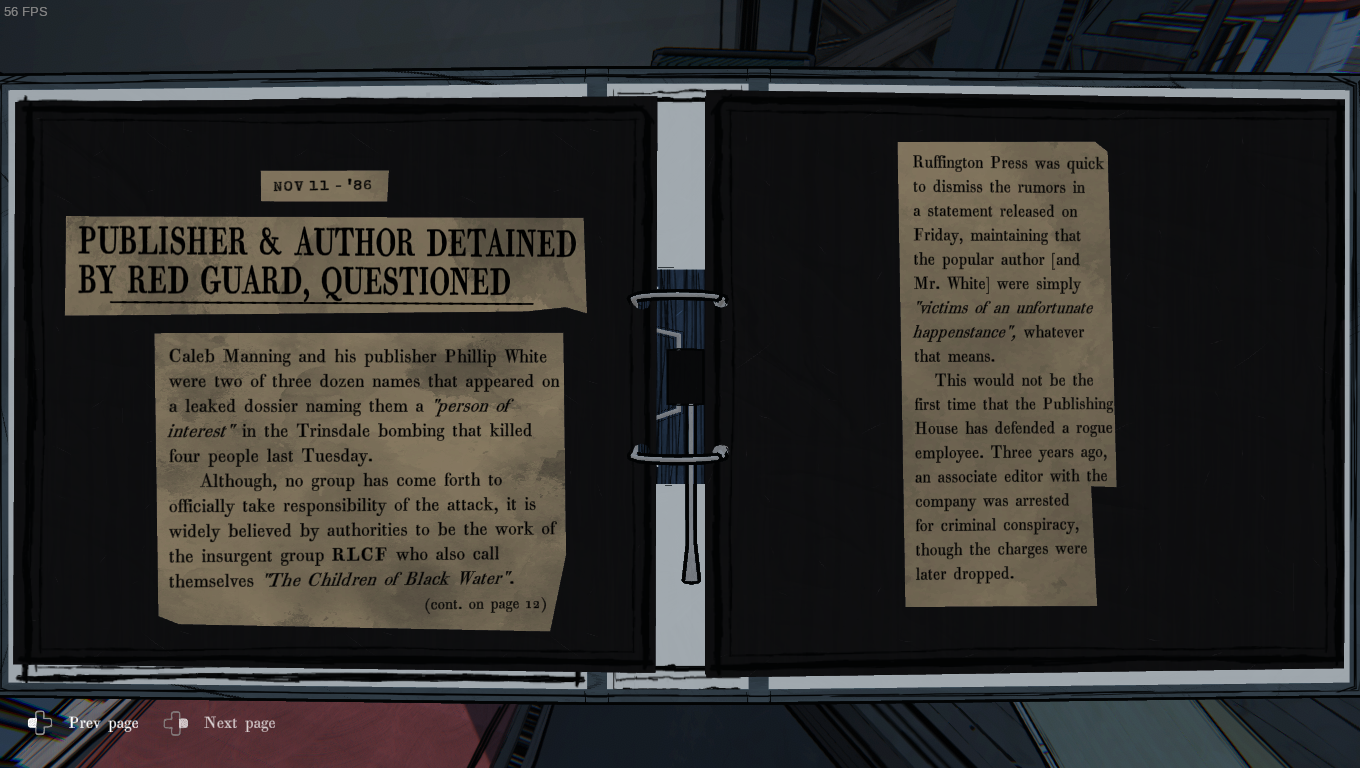 56 FPS
NOV 11 - '86
PUBLISHER & AUTHOR DETAINED
BY RED GUARD, QUESTIONED
Caleb Manning and his publisher Phillip White
were two of three dozen names that appeared on
a leaked dossier naming them a "person of
interest" in the Trinsdale bombing that killed
four people last Tuesday.
Although, no group has come forth to
officially take responsibility of the attack, it is
widely believed by authorities to be the work of
the insurgent group RLCF who also call
themselves "The Children of Black Water".
(cont. on page 12)
Ruffington Press was quick
to dismiss the rumors in
a statement released on
Friday, maintaining that
the popular author [and
Mr. White] were simply
"victims of an unfortunate
happenstance", whatever
that means.
This would not be the
first time that the Publishing
House has defended a rogue
employee. Three years ago,
an associate editor with the
company was arrested
for criminal conspiracy,
though the charges were
later dropped.
Prev page
Next page